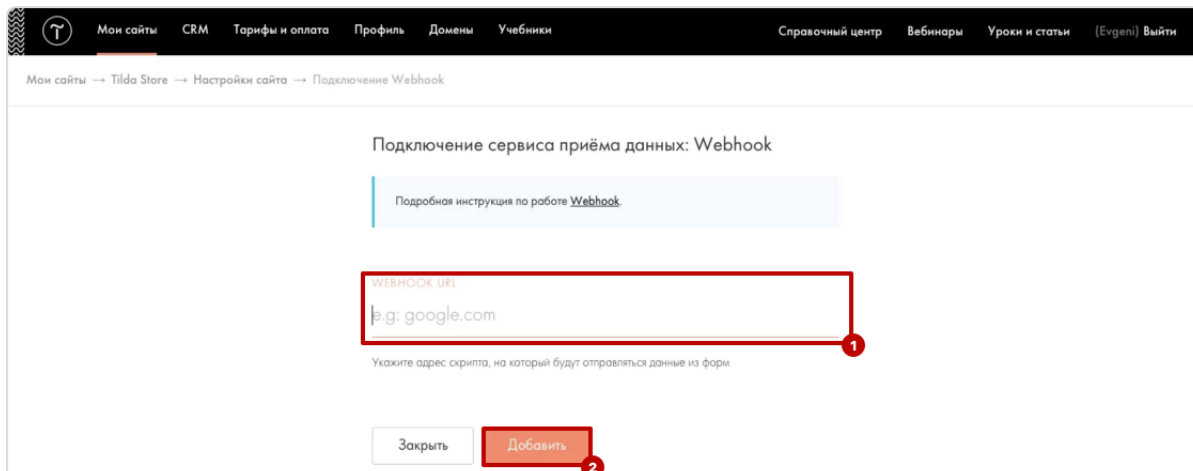 Мои сайты CRM Тарифы и оплата Профиль Домены Учебники Справочный центр Вебинары Уроки и статьи (Evgeni) Выйти
Мои сайты → Tilda Store → Настройки сайта → Подключение Webhook
Подключение сервиса приёма данных: Webhook
Подробная инструкция по работе Webhook.
WEBHOOK URL
e.g: google.com
1
Укажите адрес скрипта, на который будут отправляться данные из форм
Закрыть Добавить
2